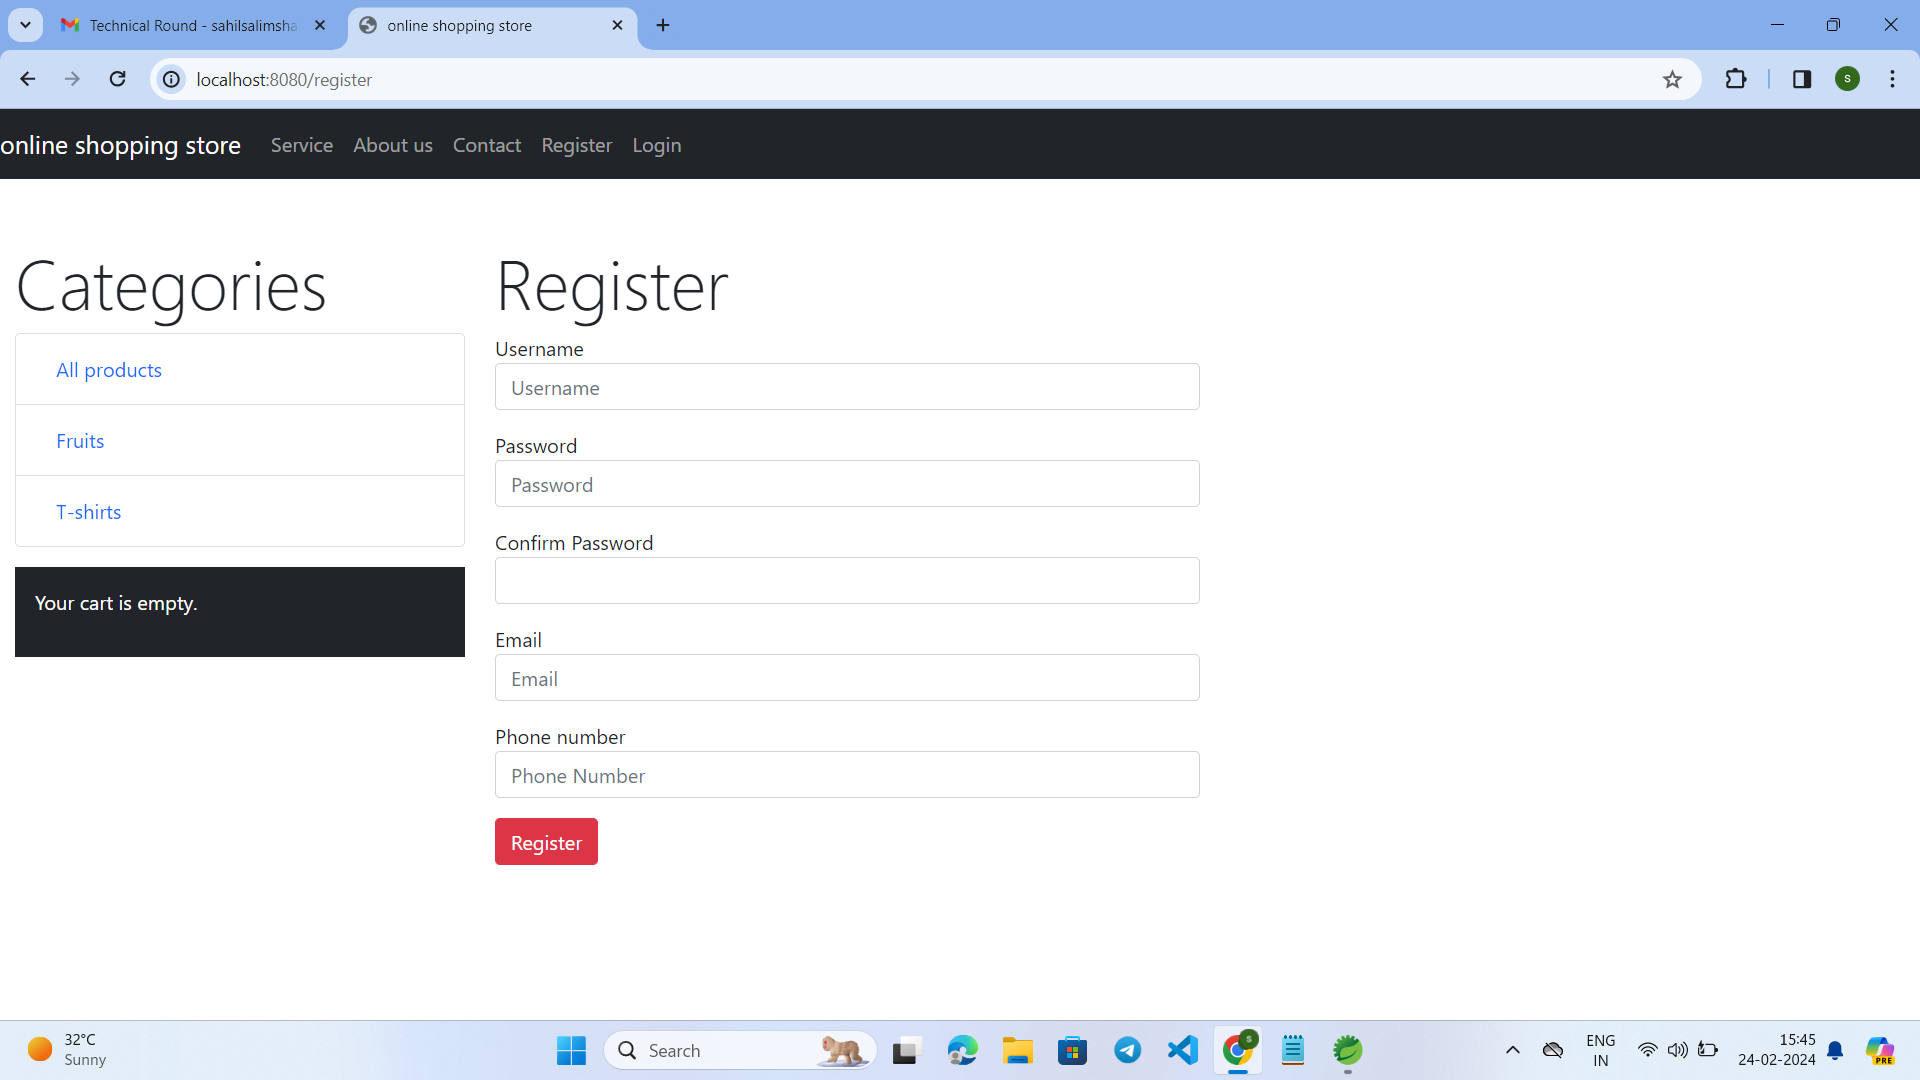 Technical Round - sahilsalimsha
online shopping store
localhost:8080/register
S
online shopping store Service About us Contact Register Login
Categories
All products
Fruits
T-shirts
Your cart is empty.
Register
Username
Username
Password
Password
Confirm Password
Email
Email
Phone number
Phone Number
Register
32°C
Sunny
Search
S
ENG
IN
15:45
24-02-2024
PRE